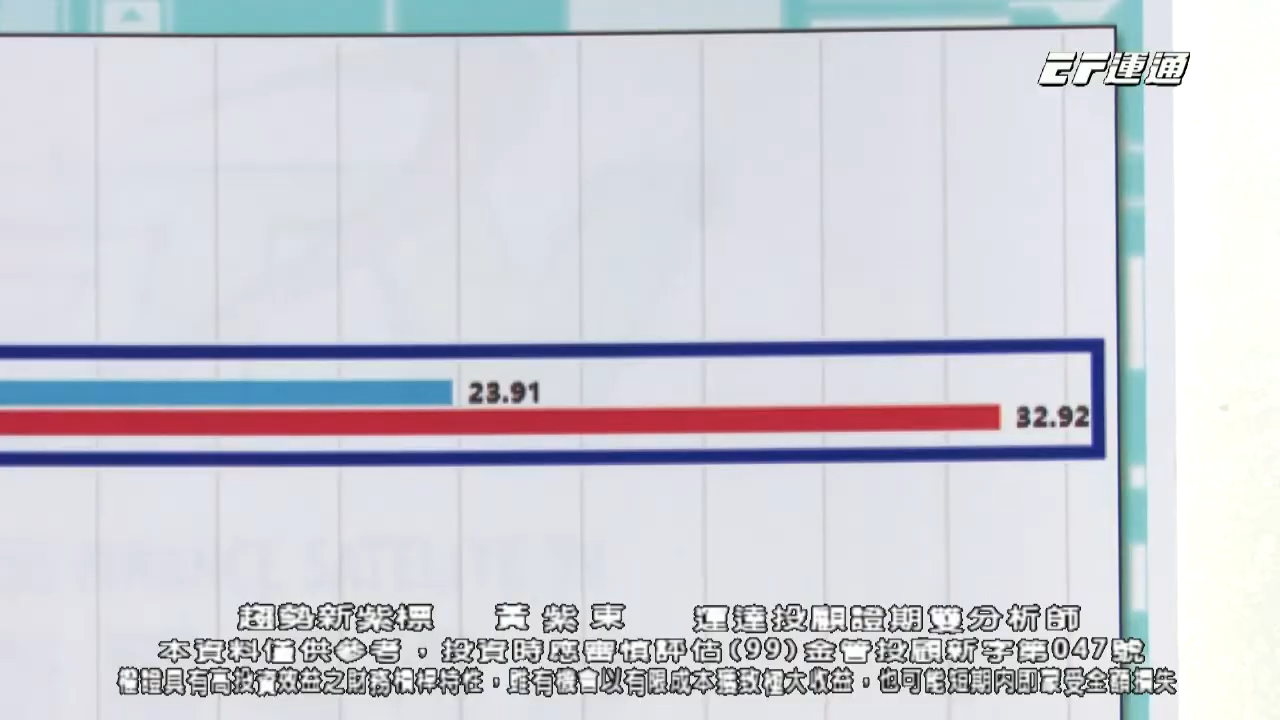 EF運通
23.91
32.92
趨勢新紫標 黃紫東 運達投顧證期雙分析師
本資料僅供參考，投資時應審慎評估(99)金管投顧新字第047號
權證具有高投資效益之財務槓桿特性，雖有機會以有限成本獲致極大收益，也可能短期內即蒙受全額損失